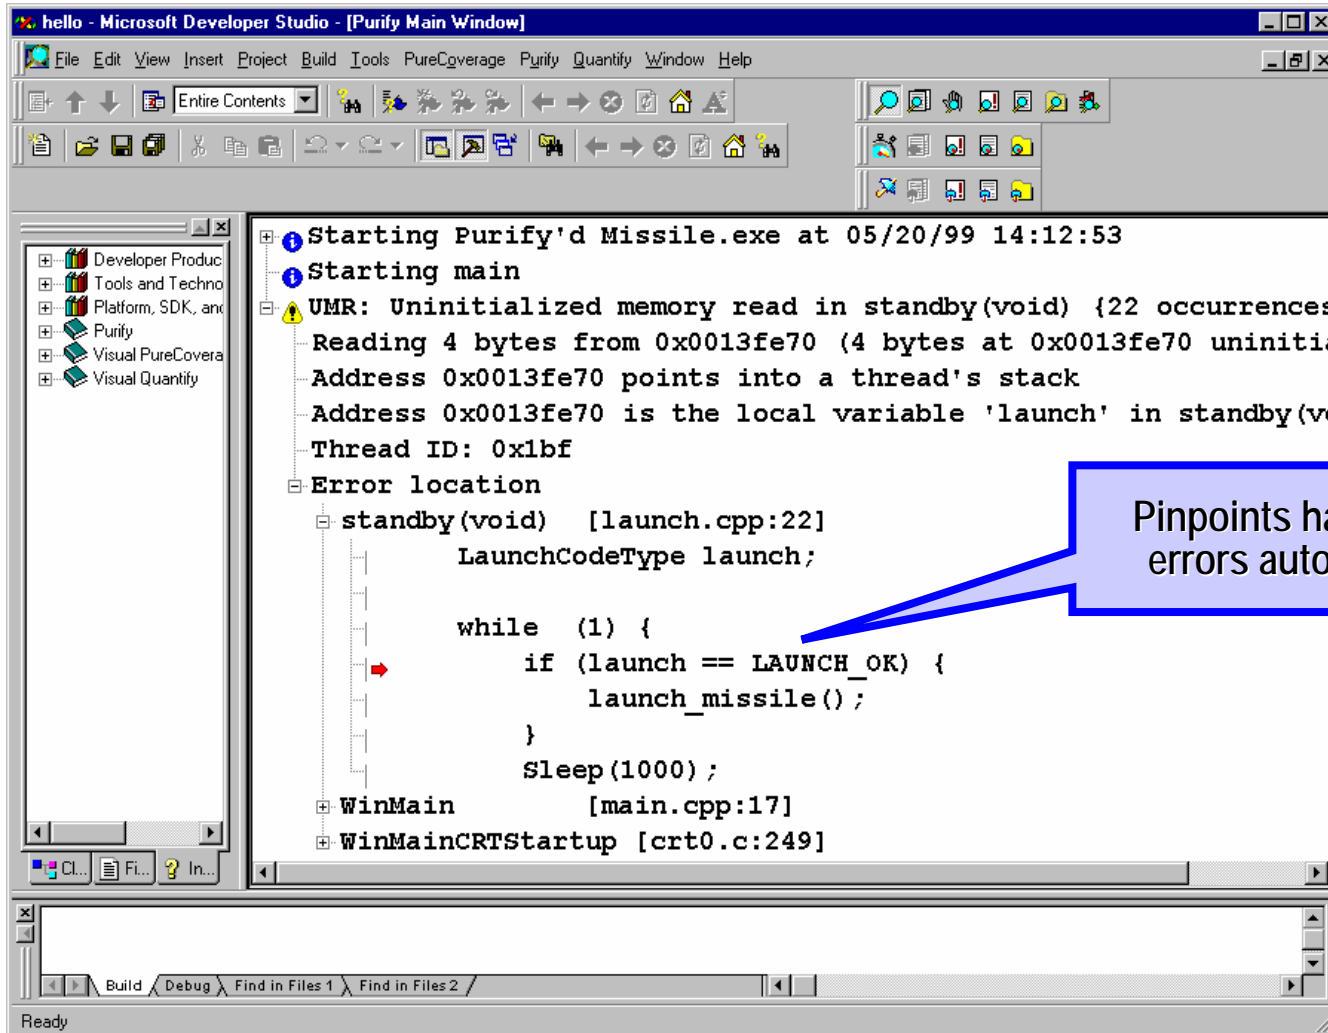 hello - Microsoft Developer Studio - [Purify Main Window]
File Edit View Insert Project Build Tools PureCoverage Purify Quantify Window Help
Entire Contents
Developer Produc
Tools and Techno
Platform, SDK, an
Purify
Visual PureCovera
Visual Quantify
Cl... Fi... In...
Starting Purify'd Missile.exe at 05/20/99 14:12:53
Starting main
UMR: Uninitialized memory read in standby(void) {22 occurrences
Reading 4 bytes from 0x0013fe70 (4 bytes at 0x0013fe70 uniniti
Address 0x0013fe70 points into a thread's stack
Address 0x0013fe70 is the local variable 'launch' in standby(v
Thread ID: 0x1bf
Error location
standby(void) [launch.cpp:22]
LaunchCodeType launch;
while (1) {
if (launch == LAUNCH_OK) {
launch_missile();
}
Sleep(1000);
WinMain [main.cpp:17]
WinMainCRTStartup [crt0.c:249]
Pinpoints ha
errors auto
Build Debug Find in Files 1 Find in Files 2
Ready